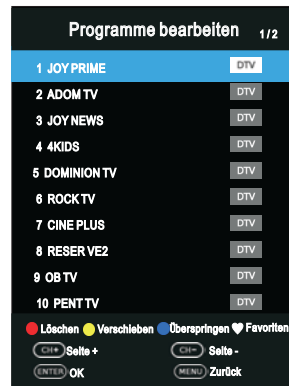 Programme bearbeiten 1/2
1 JOY PRIME DTV
2 ADOM TV DTV
3 JOY NEWS DTV
4 4KIDS DTV
5 DOMINION TV DTV
6 ROCK TV DTV
7 CINE PLUS DTV
8 RESERVE2 DTV
9 OB TV DTV
10 PENT TV DTV
Löschen Verschieben Überspringen Favoriten
CH+ Seite + CH- Seite -
ENTER OK MENU Zurück